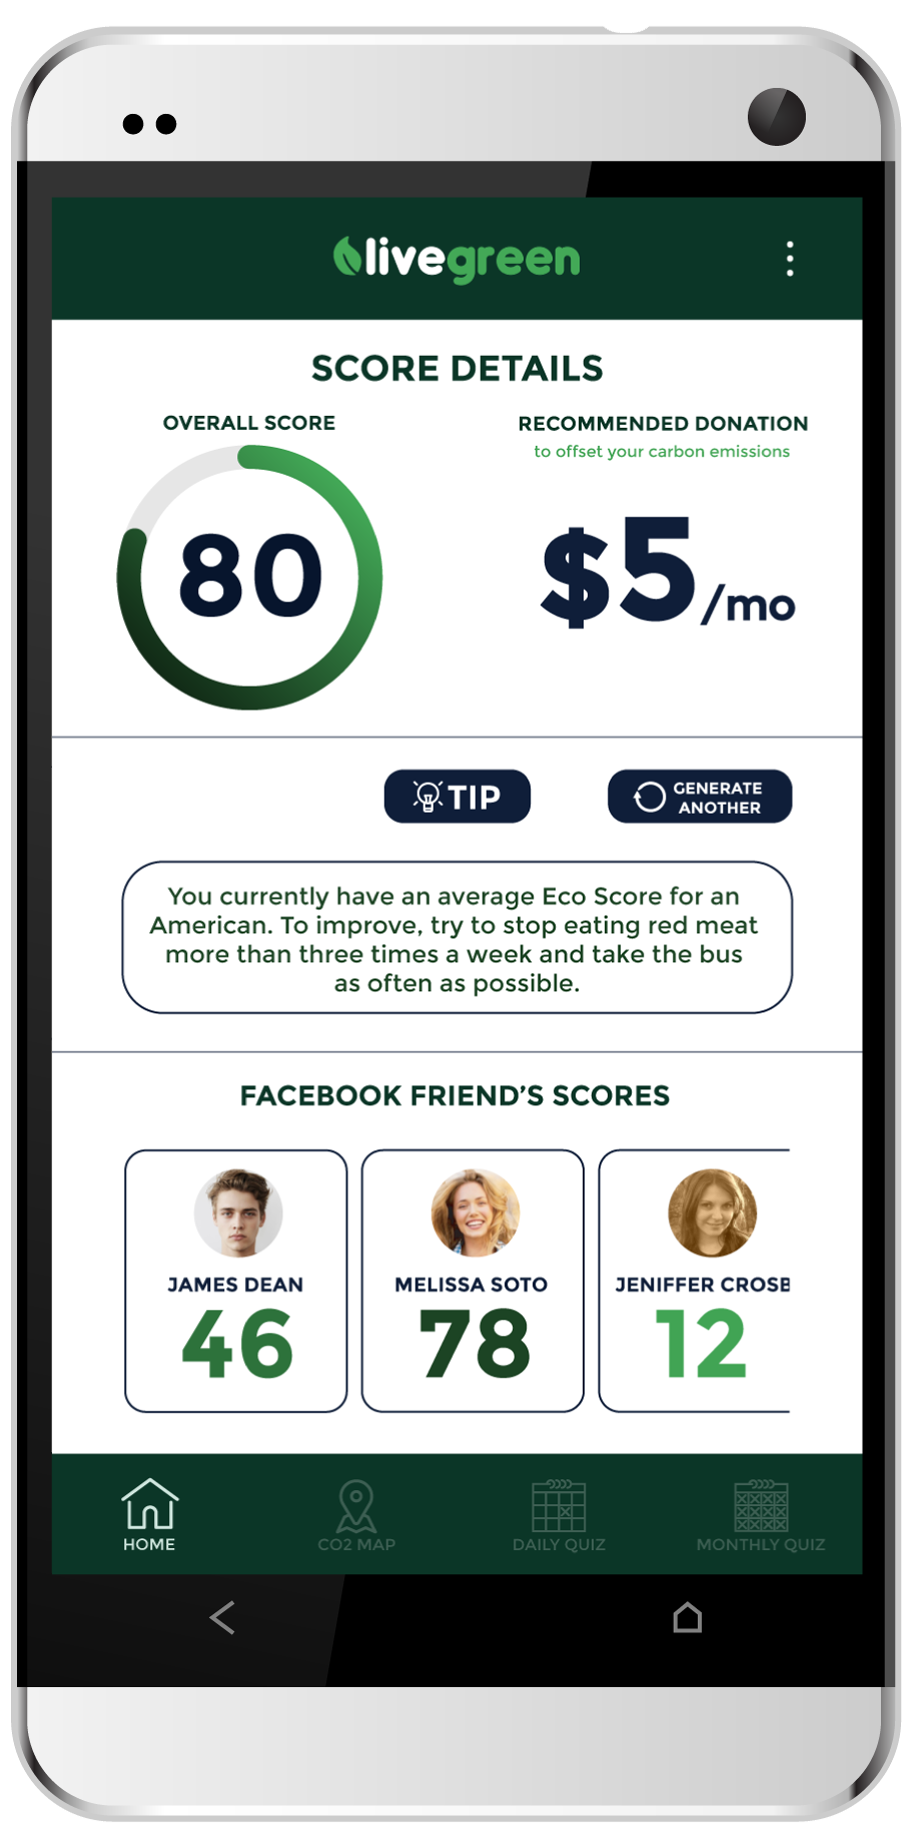 livegreen
SCORE DETAILS
OVERALL SCORE
80
RECOMMENDED DONATION
to offset your carbon emissions
$5/mo
TIP
GENERATE
ANOTHER
You currently have an average Eco Score for an
American. To improve, try to stop eating red meat
more than three times a week and take the bus
as often as possible.
FACEBOOK FRIEND’S SCORES
JAMES DEAN
46
MELISSA SOTO
78
JENIFFER CROSB
12
HOME
CO2 MAP
DAILY QUIZ
MONTHLY QUIZ